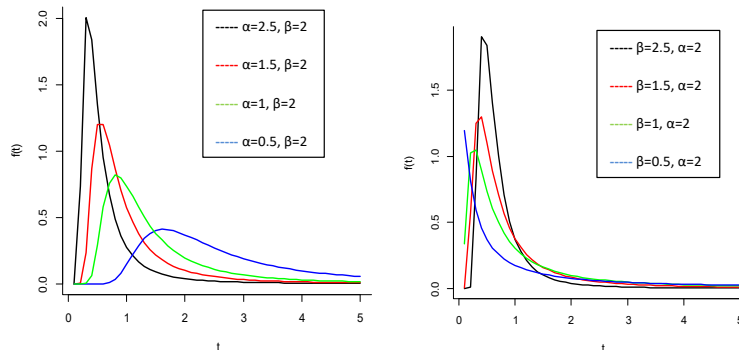 2.0
1.5
1.0
0.5
0.0
f(t)
0
1
2
3
4
5
t
α=2.5, β=2
α=1.5, β=2
α=1, β=2
α=0.5, β=2
1.5
1.0
0.5
0.0
f(t)
0
1
2
3
4
5
t
β=2.5, α=2
β=1.5, α=2
β=1, α=2
β=0.5, α=2